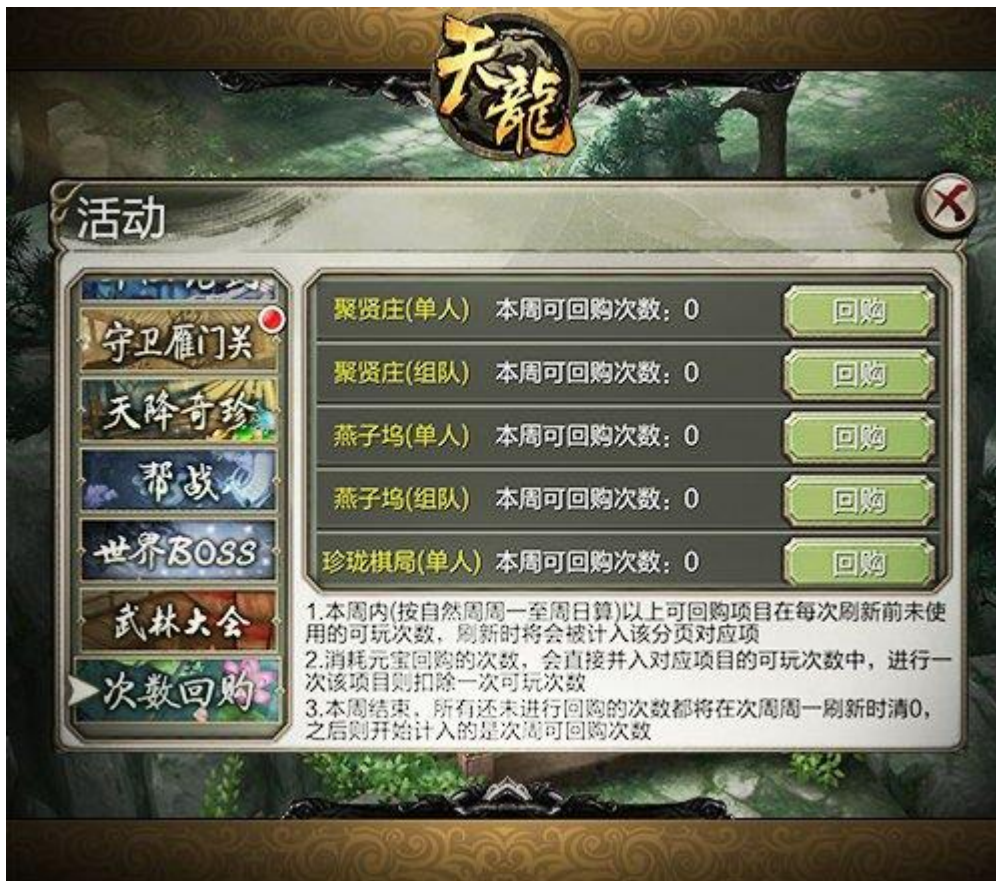 天龍
活动
守卫雁门关
天降奇珍
帮战
世界BOSS
武林大会
次数回购
聚贤庄(单人) 本周可回购次数：0 回购
聚贤庄(组队) 本周可回购次数：0 回购
燕子坞(单人) 本周可回购次数：0 回购
燕子坞(组队) 本周可回购次数：0 回购
珍珑棋局(单人) 本周可回购次数：0 回购
1.本周内(按自然周周一至周日算)以上可回购项目在每次刷新前未使
用的可玩次数，刷新时将会被计入该分页对应项
2.消耗元宝回购的次数，会直接并入对应项目的可玩次数中，进行一
次该项目则扣除一次可玩次数
3.本周结束，所有还未进行回购的次数都将在次周周一刷新时清0，
之后则开始计入的是次周可回购次数